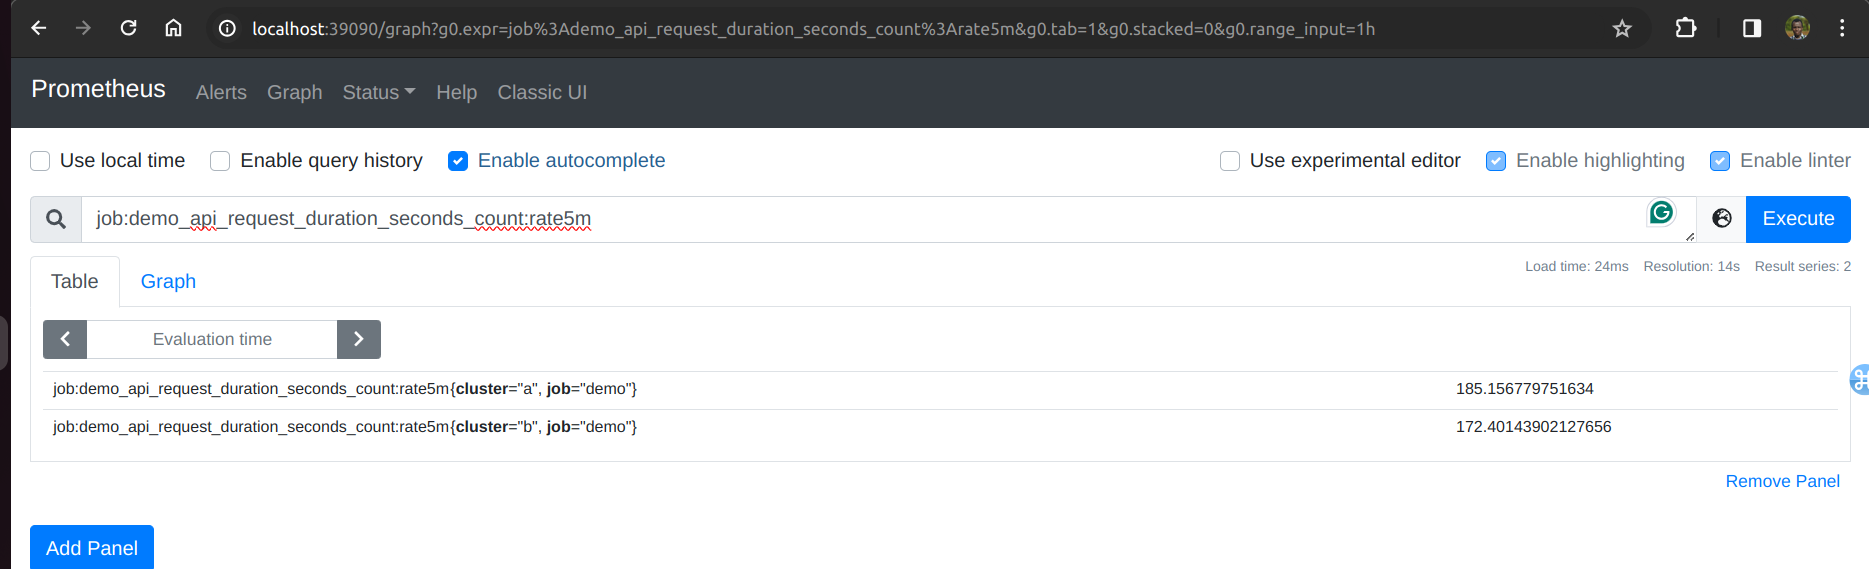 localhost:39090/graph?g0.expr=job%3Ademo_api_request_duration_seconds_count%3Arate5m&g0.tab=1&g0.stacked=0&g0.range_input=1h
Prometheus Alerts Graph Status Help Classic UI
Use local time Enable query history Enable autocomplete Use experimental editor Enable highlighting Enable linter
job:demo_api_request_duration_seconds_count:rate5m Execute
Table Graph Load time: 24ms Resolution: 14s Result series: 2
Evaluation time
job:demo_api_request_duration_seconds_count:rate5m{cluster="a", job="demo"} 185.156779751634
job:demo_api_request_duration_seconds_count:rate5m{cluster="b", job="demo"} 172.40143902127656
Remove Panel
Add Panel